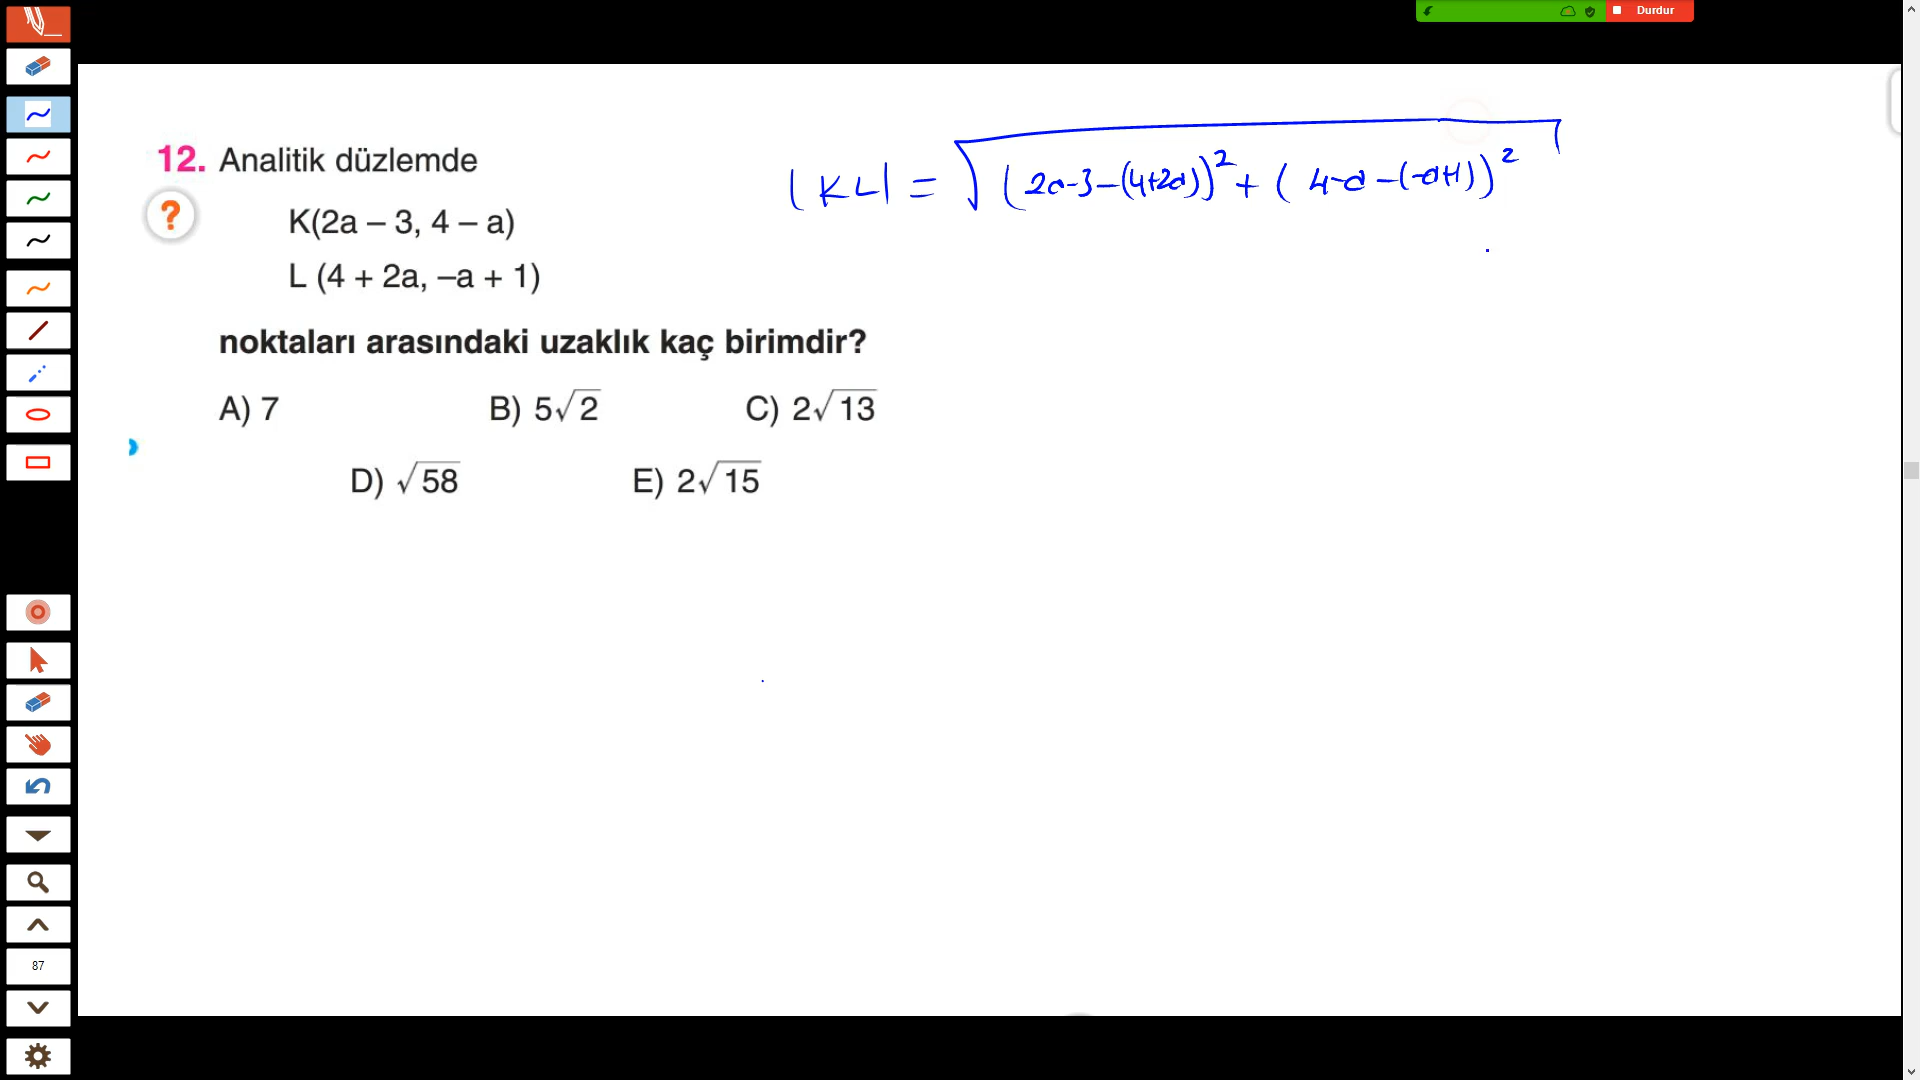 Durdur
12. Analitik düzlemde
?
K(2a – 3, 4 – a)
L (4 + 2a, –a + 1)
noktaları arasındaki uzaklık kaç birimdir?
A) 7 B) 5√2 C) 2√13
D) √58 E) 2√15
|KL| = √(2a-3-(4+2a))² + (4-a-(-a+1))²
87